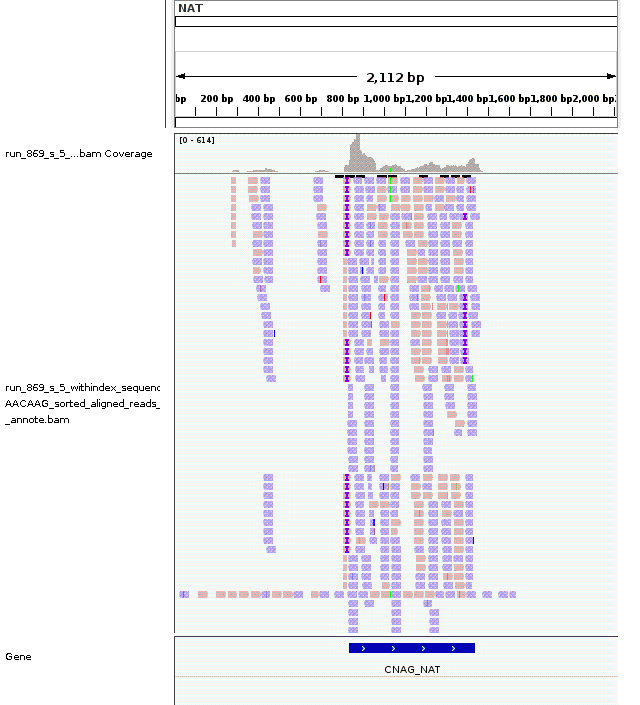 NAT
2,112 bp
bp 200 bp 400 bp 600 bp 800 bp 1,000 bp 1,200 bp 1,400 bp 1,600 bp 1,800 bp 2,000 bp
[0 - 614]
run_869_s_5_...bam Coverage
run_869_s_5_withindex_sequenc
AACAAG_sorted_aligned_reads_
_annote.bam
Gene
CNAG_NAT